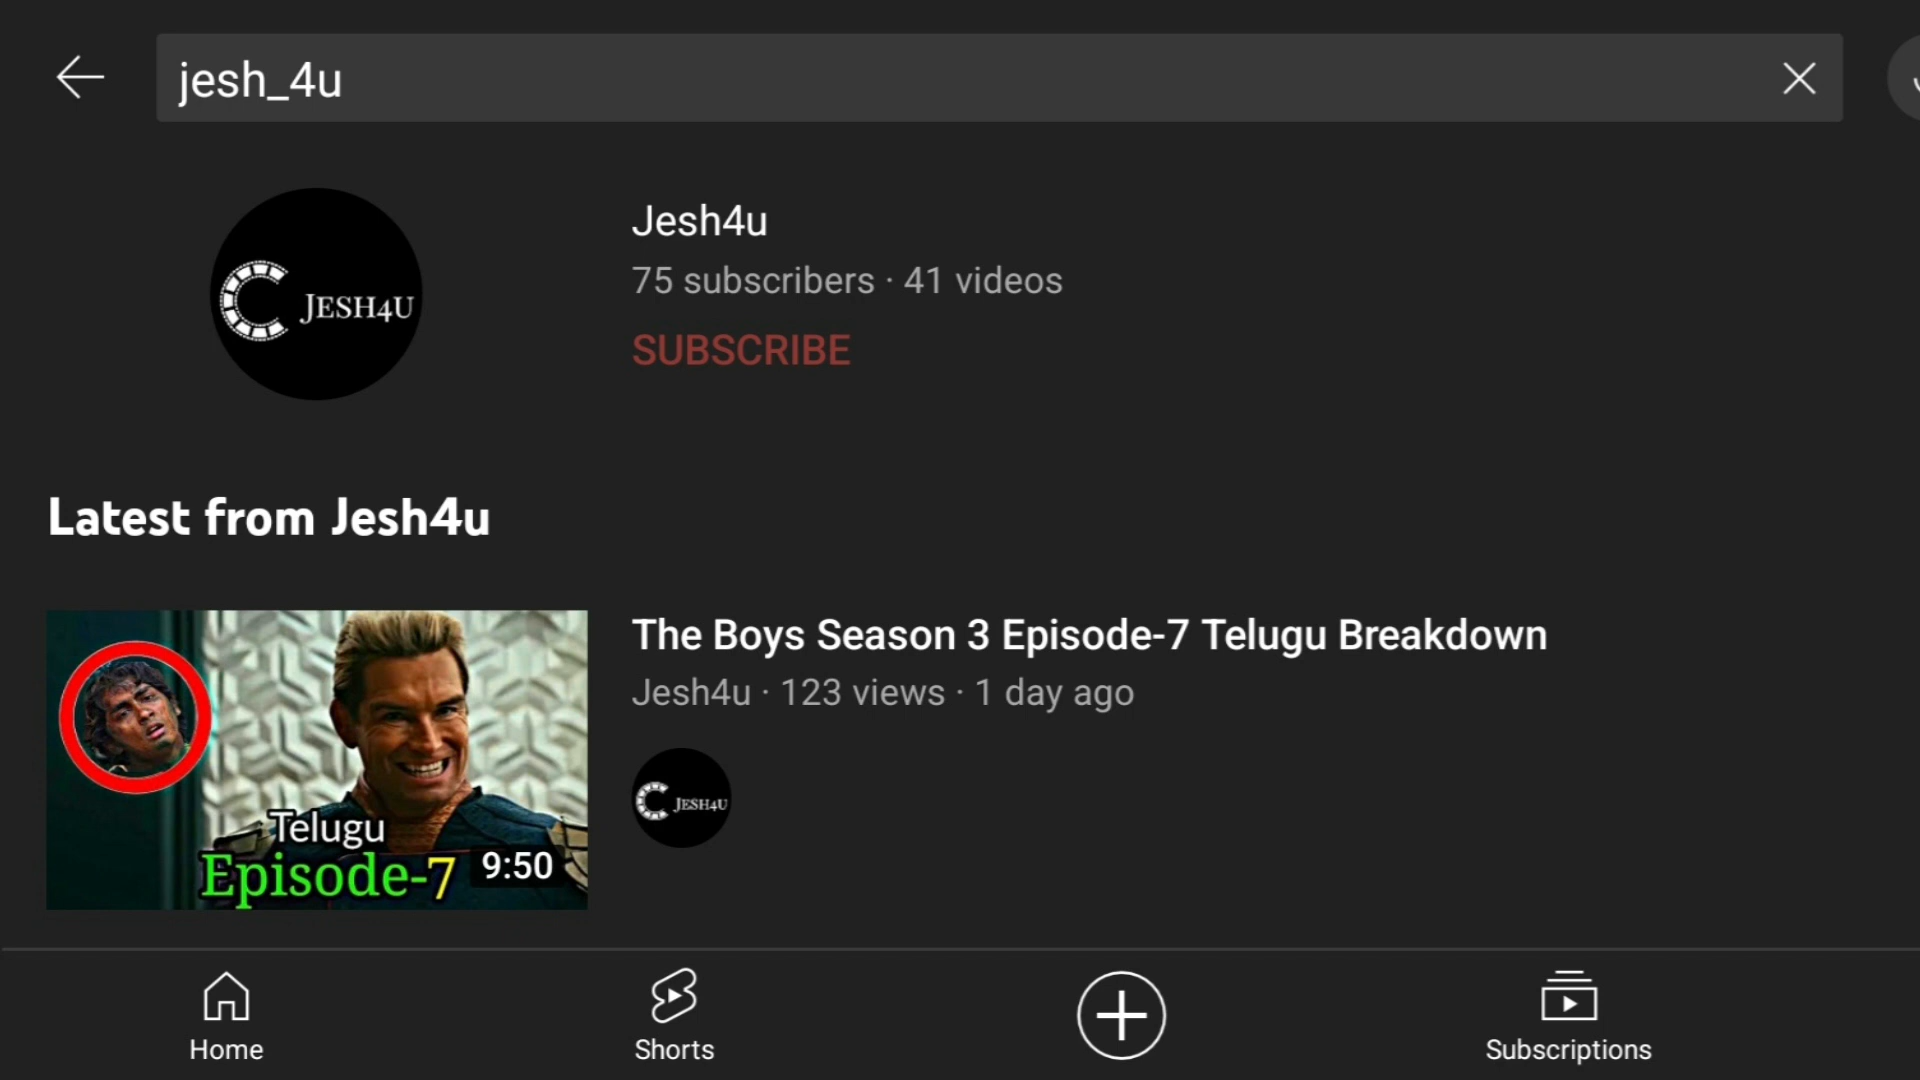 jesh_4u
JESH4U
Jesh4u
75 subscribers · 41 videos
SUBSCRIBE
Latest from Jesh4u
Telugu
Episode-7
9:50
The Boys Season 3 Episode-7 Telugu Breakdown
Jesh4u · 123 views · 1 day ago
JESH4U
Home
Shorts
Subscriptions